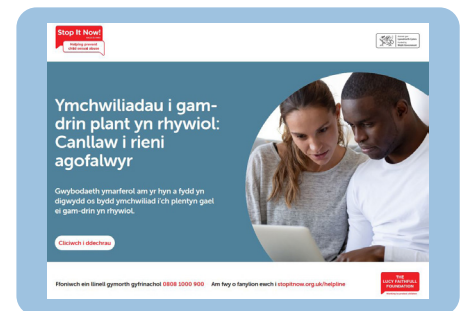 Stop It Now!
Helping prevent
child sexual abuse
Ymchwiliadau i gam-
drin plant yn rhywiol:
Canllaw i rieni
agofalwyr
Gwybodaeth ymarferol am yr hyn a fydd yn
digwydd os bydd ymchwiliad i'ch plentyn gael
ei gam-drin yn rhywiol.
Cliciwch i ddechrau
Ffoniwch ein llinell gymorth gyfrinachol 0808 1000 900 Am fwy o fanylion ewch i stopitnow.org.uk/helpline
THE
LUCY FAITHFULL
FOUNDATION